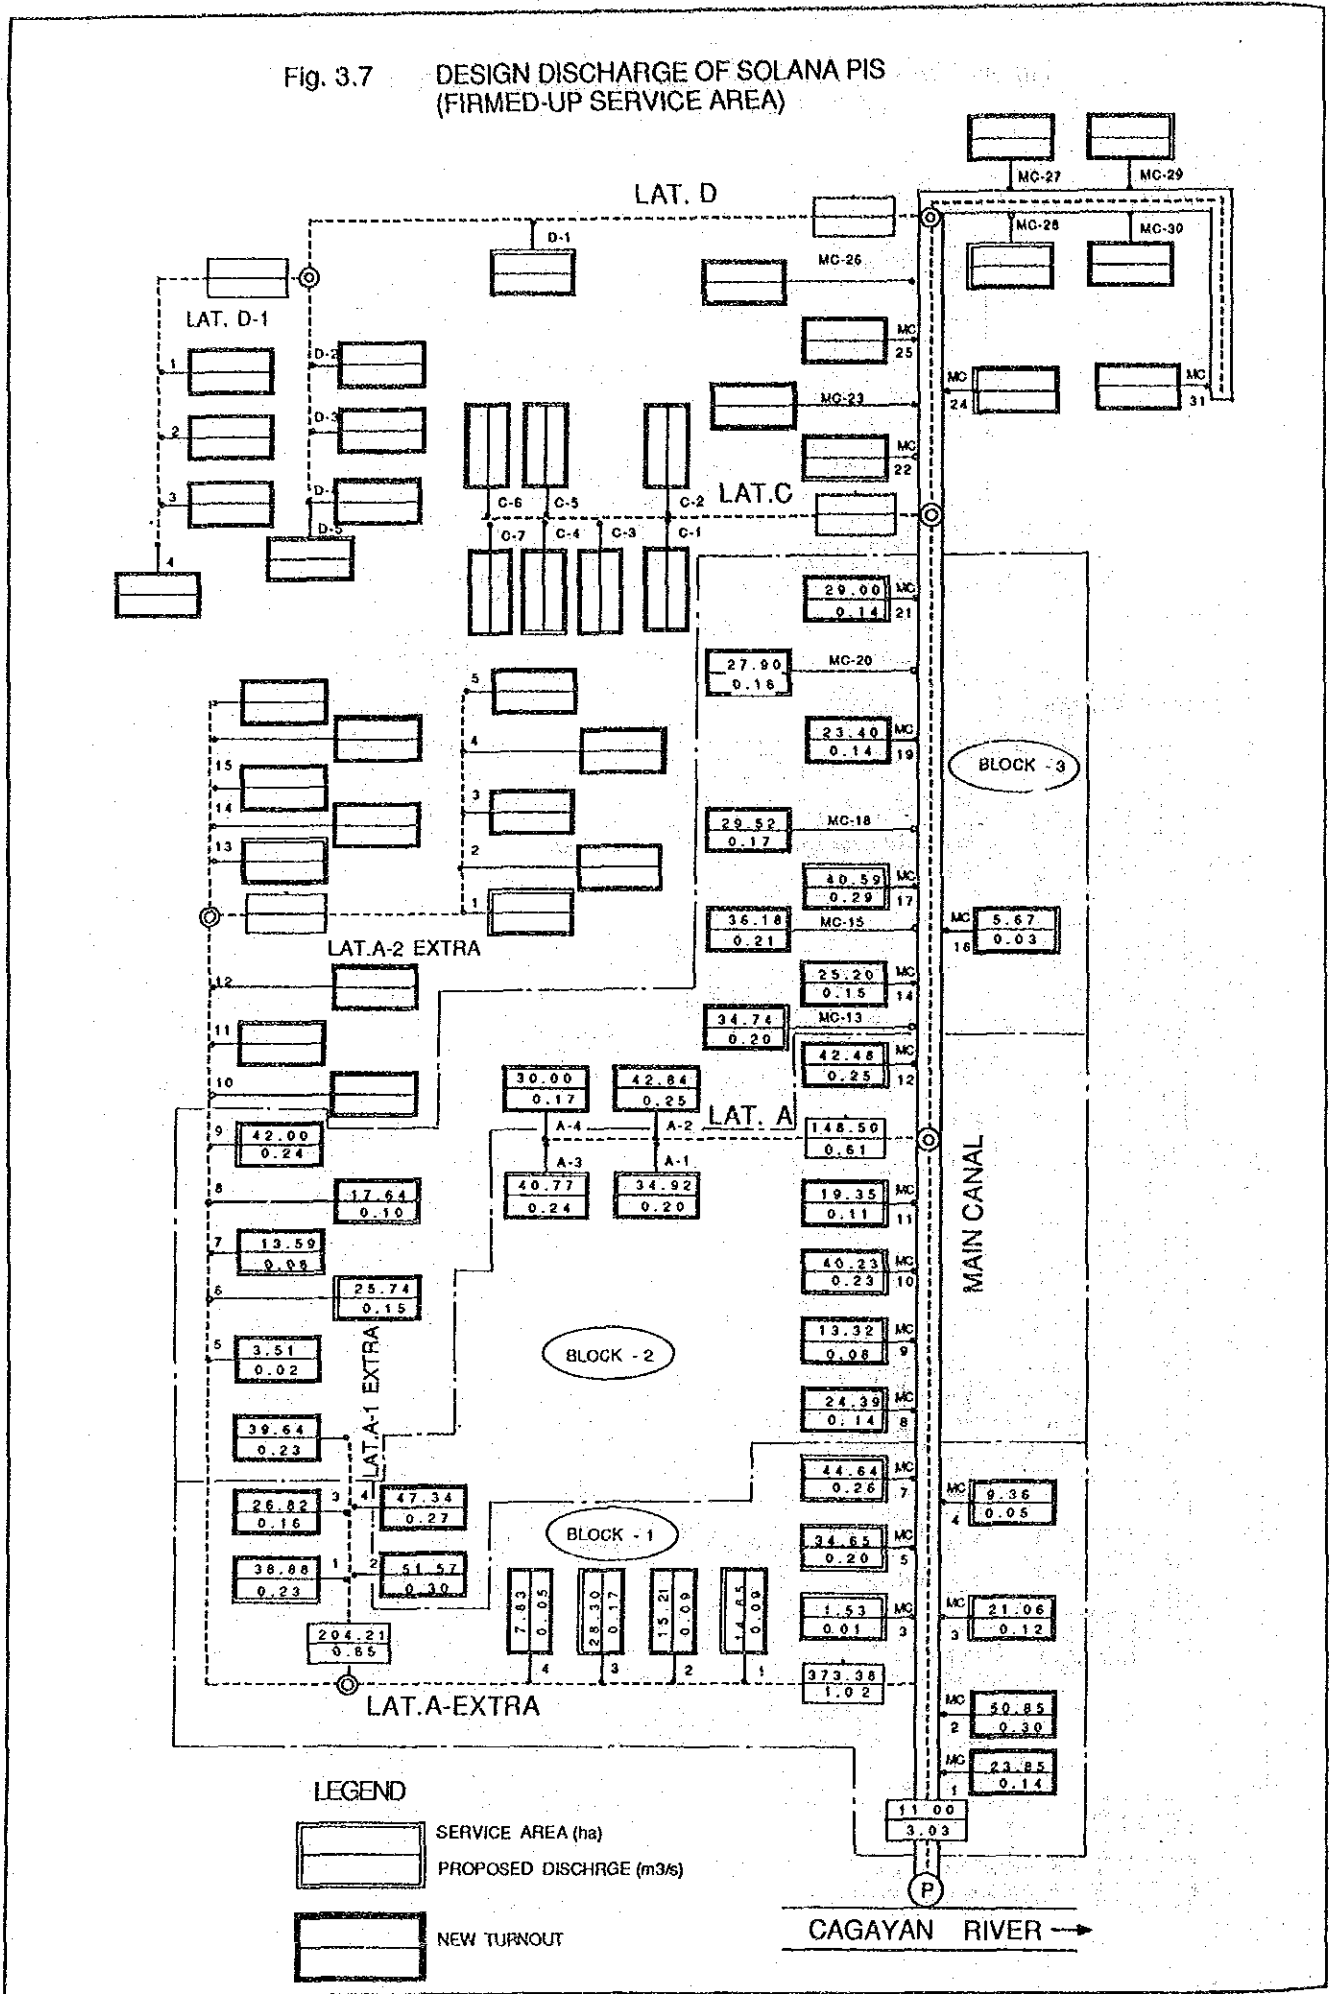 Fig. 3.7 DESIGN DISCHARGE OF SOLANA PIS
(FIRMED-UP SERVICE AREA)
MC-27
MC-29
LAT. D
MC-28
MC-30
D-1
MC-26
LAT. D-1
MC
25
D-2
1
MC
24
MC
31
MC-23
D-3
2
MC
22
D-4
3
C-6
C-5
C-2
LAT.C
D-5
C-7
C-4
C-3
C-1
4
29.00
0.14
MC
21
27.90
0.16
MC-20
5
23.40
0.14
MC
19
4
BLOCK - 3
15
14
3
29.52
0.17
MC-18
13
2
40.59
0.29
MC
17
1
36.18
0.21
MC-15
MC
16
5.67
0.03
LAT.A-2 EXTRA
12
25.20
0.15
MC
14
34.74
0.20
MC-13
11
42.48
0.25
MC
12
10
30.00
0.17
42.84
0.25
LAT. A
A-4
A-2
148.50
0.61
9
42.00
0.24
A-3
A-1
40.77
0.24
34.92
0.20
8
17.64
0.10
19.35
0.11
MC
11
MAIN CANAL
7
13.59
0.08
40.23
0.23
MC
10
6
25.74
0.15
13.32
0.08
MC
9
5
3.51
0.02
BLOCK - 2
LAT.A-1 EXTRA
24.39
0.14
MC
8
39.64
0.23
44.64
0.26
MC
7
26.82
0.16
3
4
47.34
0.27
MC
4
9.36
0.05
BLOCK - 1
34.65
0.20
MC
5
38.88
0.23
1
2
51.57
0.30
7.83
0.05
28.30
0.17
15.21
0.09
14.65
0.09
1.53
0.01
MC
3
MC
3
21.06
0.12
204.21
0.65
4
3
2
1
373.38
1.02
LAT.A-EXTRA
MC
2
50.85
0.30
MC
1
23.85
0.14
LEGEND
11 00
3.03
SERVICE AREA (ha)
PROPOSED DISCHRGE (m3/s)
P
NEW TURNOUT
CAGAYAN RIVER